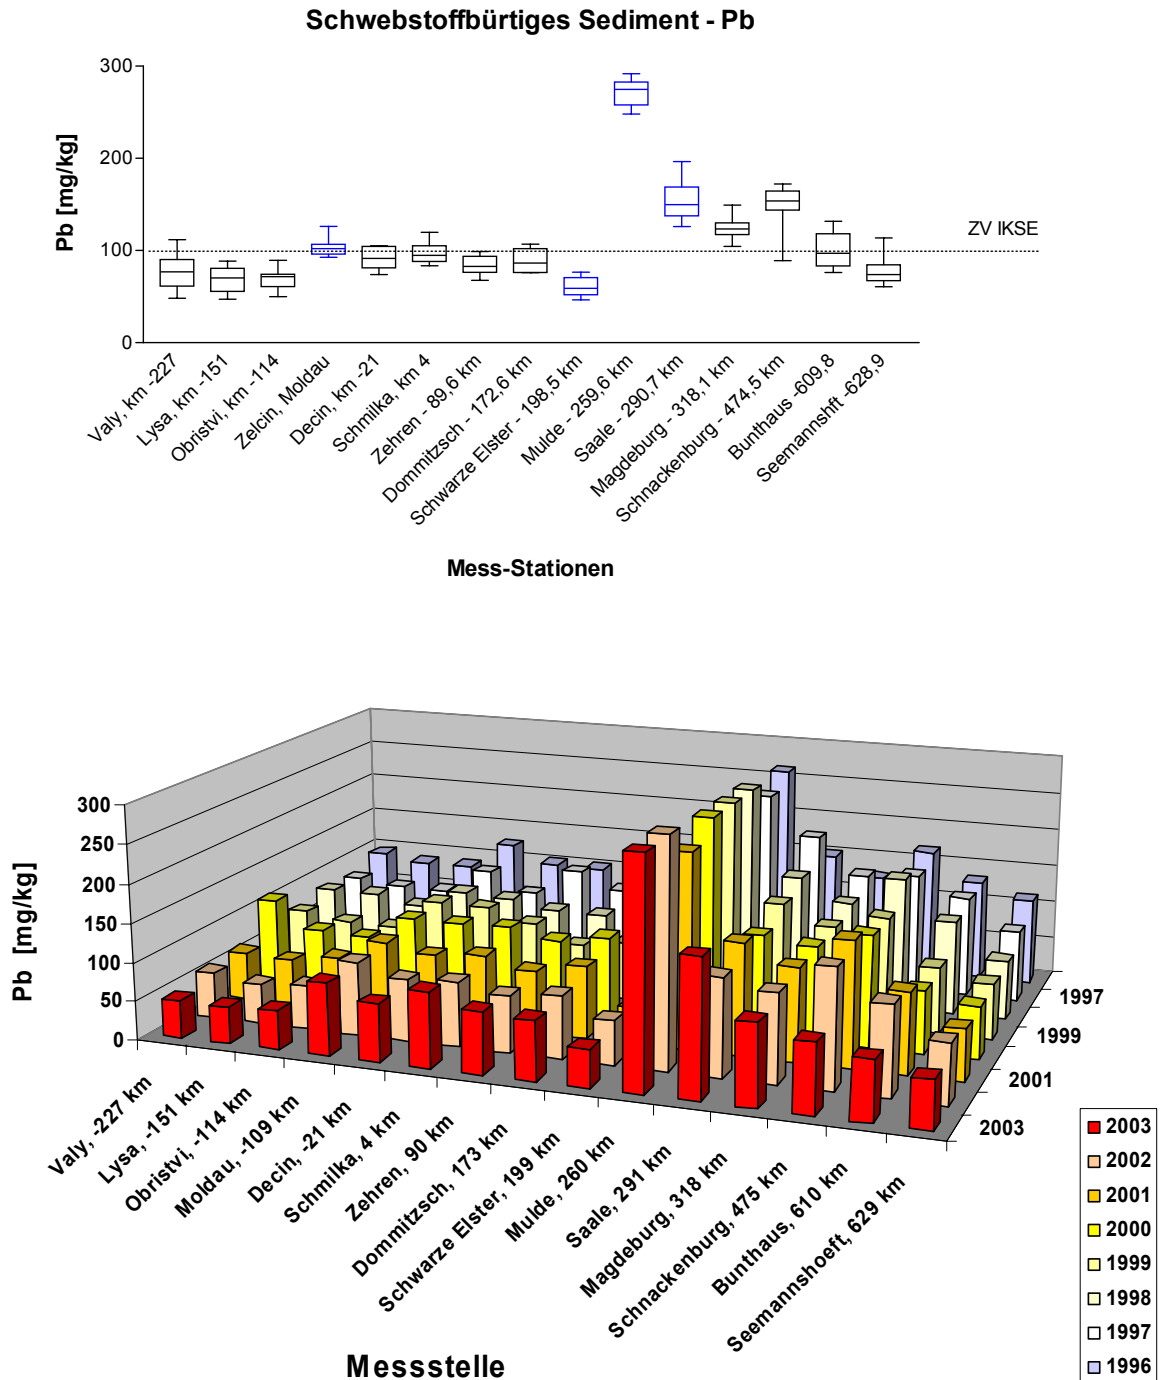 Schwebstoffbürtiges Sediment - Pb
Pb [mg/kg]
300
200
100
0
ZV IKSE
Valy, km -227
Lysa, km -151
Obristvi, km -114
Zelcin, Moldau
Decin, km -21
Schmilka, km 4
Zehren - 89,6 km
Dommitzsch - 172,6 km
Schwarze Elster - 198,5 km
Mulde - 259,6 km
Saale - 290,7 km
Magdeburg - 318,1 km
Schnackenburg - 474,5 km
Bunthaus -609,8
Seemannshft -628,9
Mess-Stationen
Pb [mg/kg]
300
250
200
150
100
50
0
1997
1999
2001
2003
Valy, -227 km
Lysa, -151 km
Obristvi, -114 km
Moldau, -109 km
Decin, -21 km
Schmilka, 4 km
Zehren, 90 km
Dommitzsch, 173 km
Schwarze Elster, 199 km
Mulde, 260 km
Saale, 291 km
Magdeburg, 318 km
Schnackenburg, 475 km
Bunthaus, 610 km
Seemannshoeft, 629 km
Messstelle
2003
2002
2001
2000
1999
1998
1997
1996